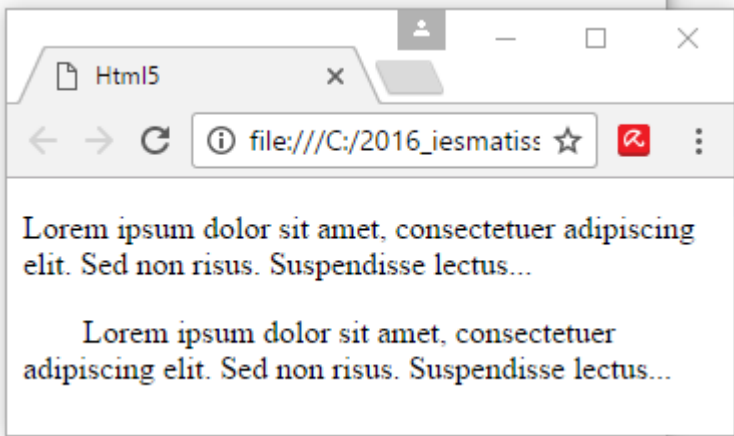 Html5
file:///C:/2016_iesmatiss
Lorem ipsum dolor sit amet, consectetuer adipiscing
elit. Sed non risus. Suspendisse lectus...
Lorem ipsum dolor sit amet, consectetuer
adipiscing elit. Sed non risus. Suspendisse lectus...